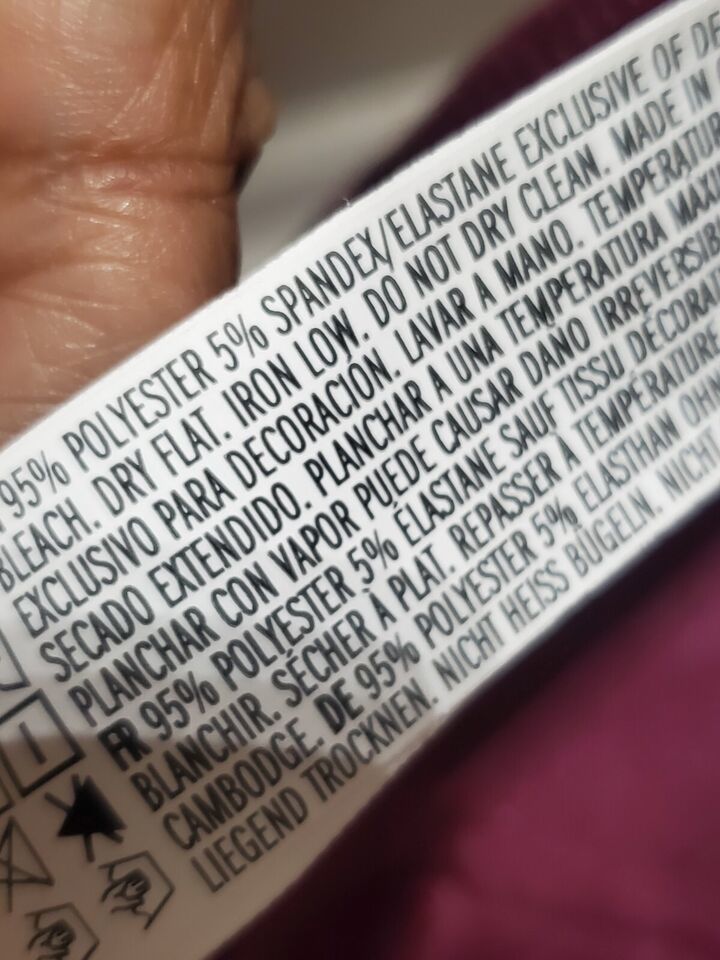 95% POLYESTER 5% SPANDEX/ELASTANE EXCLUSIVE OF
BLEACH. DRY FLAT. IRON LOW. DO NOT DRY CLEAN. MADE IN
EXCLUSIVO PARA DECORACIÓN. LAVAR A MANO.
SECADO EXTENDIDO. PLANCHAR A UNA TEMPERATURA
PLANCHAR CON VAPOR PUEDE CAUSAR DAÑO
FR 95% POLYESTER 5% ÉLASTANE SAUF TISSU
BLANCHIR. SÉCHER À PLAT. REPASSER À TEMPÉRATURE
CAMBODGE. DE 95% POLYESTER 5% ELASTHAN
LIEGEND TROCKNEN. NICHT HEISS BÜGELN. NICHT